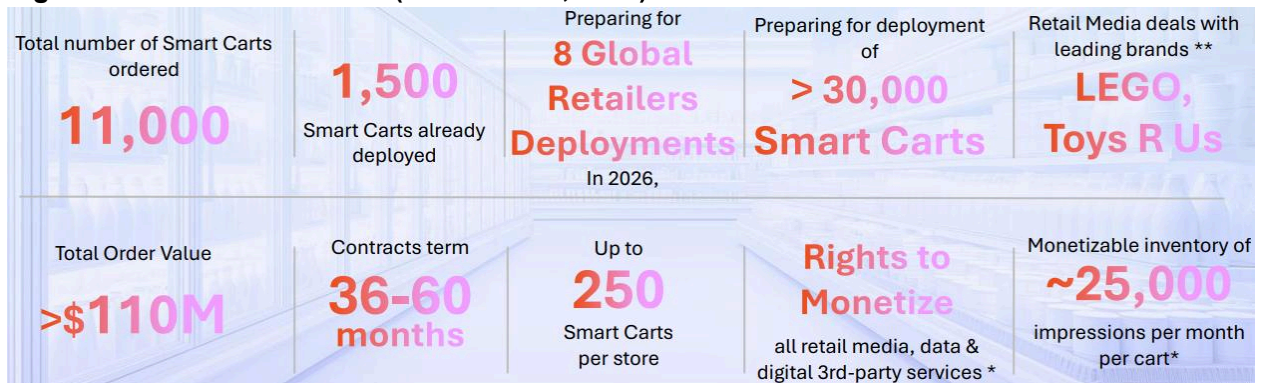 Total number of Smart Carts
ordered
11,000
1,500
Smart Carts already
deployed
Preparing for
8 Global
Retailers
Deployments
In 2026,
Preparing for deployment
of
> 30,000
Smart Carts
Retail Media deals with
leading brands **
LEGO,
Toys R Us
Total Order Value
>$110M
Contracts term
36-60
months
Up to
250
Smart Carts
per store
Rights to
Monetize
all retail media, data &
digital 3rd-party services *
Monetizable inventory of
~25,000
impressions per month
per cart*